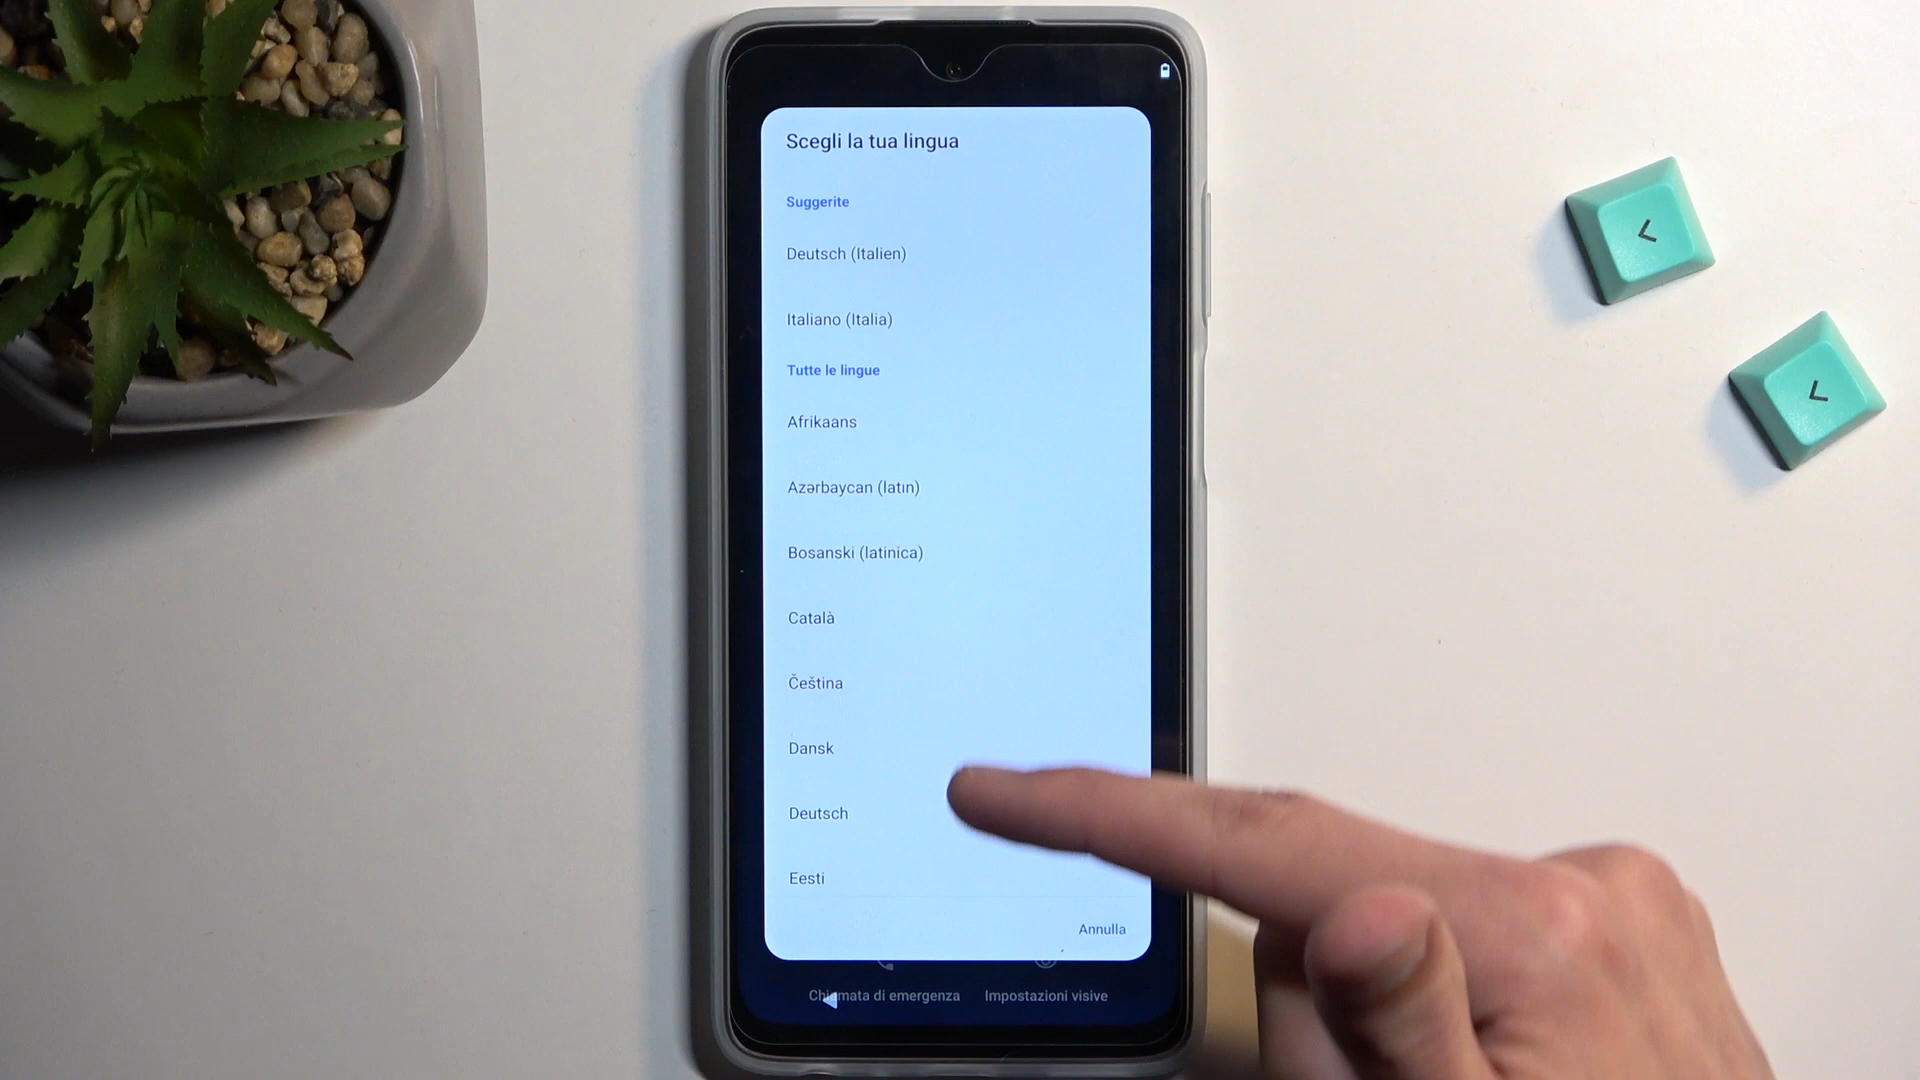 Scegli la tua lingua
Suggerite
Deutsch (Italien)
Italiano (Italia)
Tutte le lingue
Afrikaans
Azərbaycan (latın)
Bosanski (latinica)
Català
Čeština
Dansk
Deutsch
Eesti
Annulla
Chiamata di emergenza Impostazioni visive
<
<